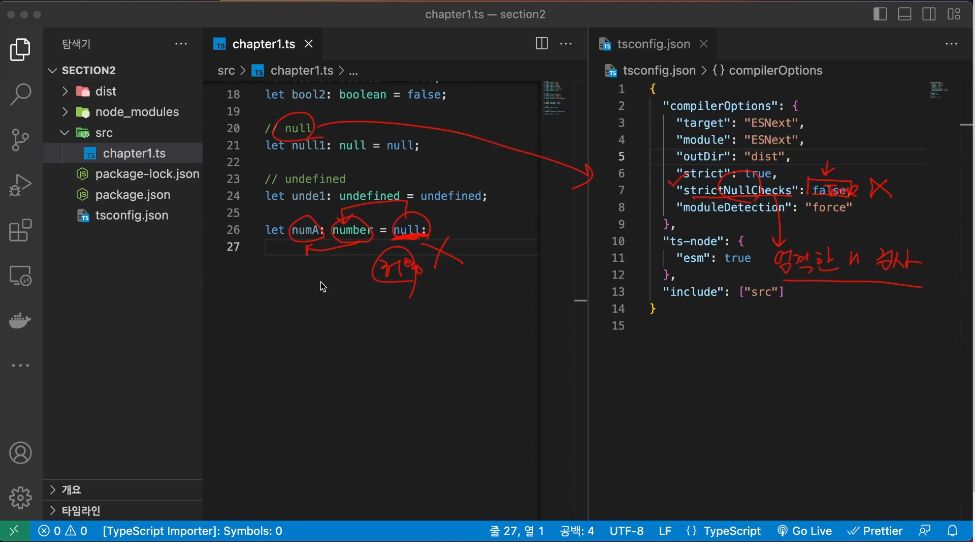 chapter1.ts — section2
탐색기
SECTION2
dist
node_modules
src
chapter1.ts
package-lock.json
package.json
tsconfig.json
개요
타임라인
chapter1.ts
src > chapter1.ts > ...
18 let bool2: boolean = false;
19
20 // null
21 let null1: null = null;
22
23 // undefined
24 let unde1: undefined = undefined;
25
26 let numA: number = null;
27
tsconfig.json
tsconfig.json > {} compilerOptions
1 {
2 "compilerOptions": {
3 "target": "ESNext",
4 "module": "ESNext",
5 "outDir": "dist",
6 "strict": true,
7 "strictNullChecks": false,
8 "moduleDetection": "force"
9 },
10 "ts-node": {
11 "esm": true
12 },
13 "include": ["src"]
14 }
15
엄격한 N 검사
0 0 [TypeScript Importer]: Symbols: 0
줄 27, 열 1 공백: 4 UTF-8 LF {} TypeScript Go Live Prettier